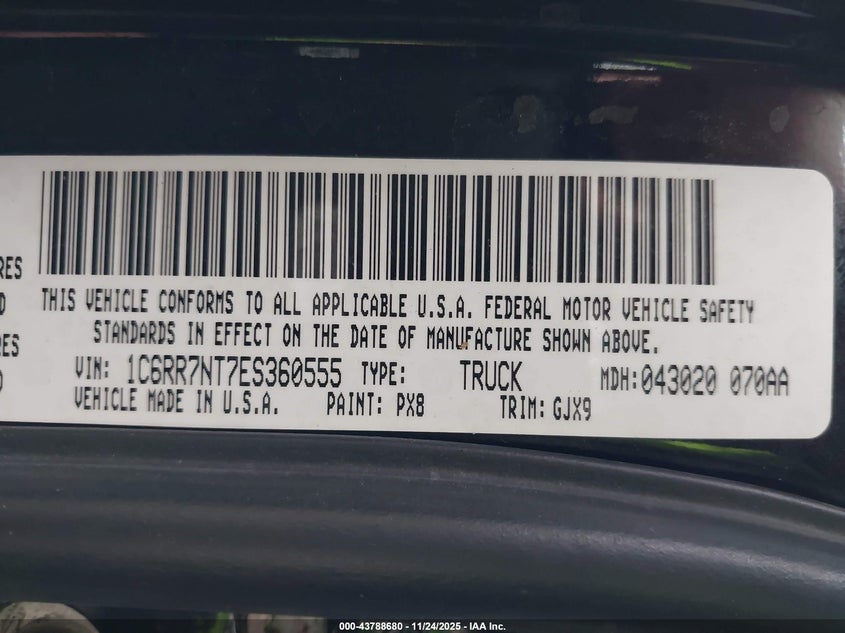 RES
THIS VEHICLE CONFORMS TO ALL APPLICABLE U.S.A. FEDERAL MOTOR VEHICLE SAFETY
STANDARDS IN EFFECT ON THE DATE OF MANUFACTURE SHOWN ABOVE.
VIN: 1C6RR7NT7ES360555 TYPE: TRUCK MDH: 043020 070AA
VEHICLE MADE IN U.S.A. PAINT: PX8 TRIM: GJX9
000-43788680 - 11/24/2025 - IAA Inc.